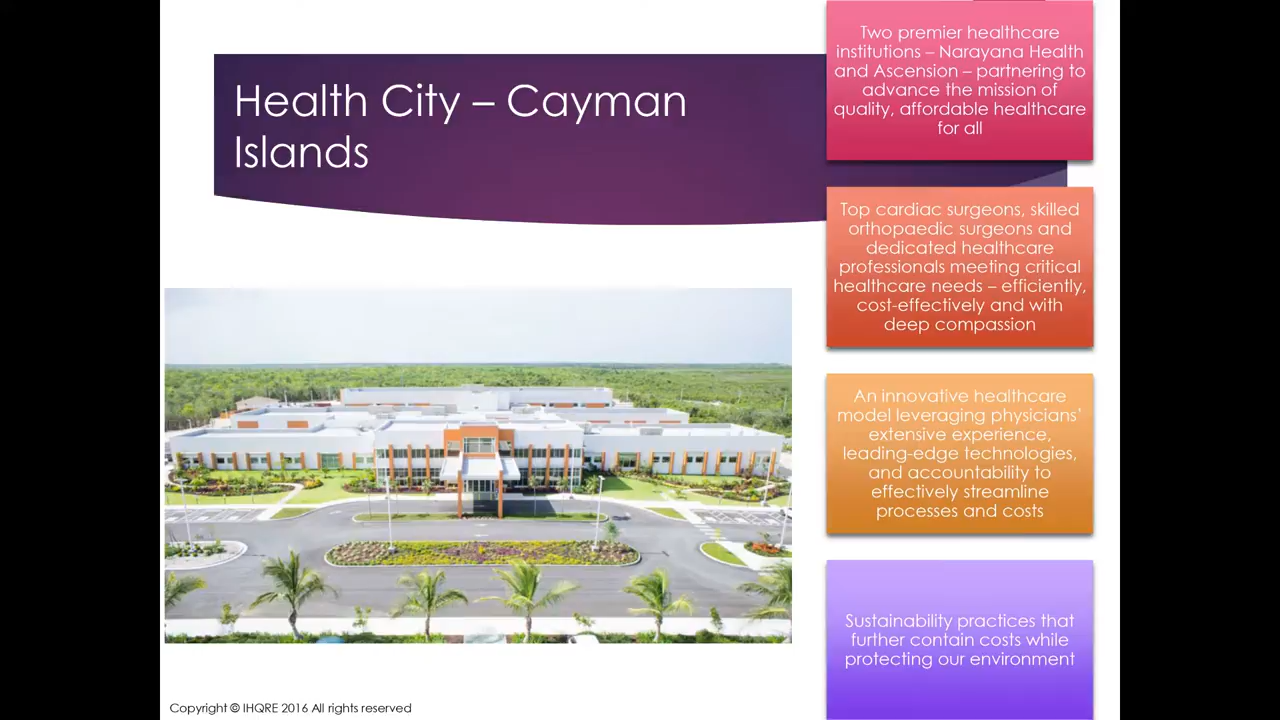 Health City – Cayman
Islands
Two premier healthcare
institutions – Narayana Health
and Ascension – partnering to
advance the mission of
quality, affordable healthcare
for all
Top cardiac surgeons, skilled
orthopaedic surgeons and
dedicated healthcare
professionals meeting critical
healthcare needs – efficiently,
cost-effectively and with
deep compassion
An innovative healthcare
model leveraging physicians’
extensive experience,
leading-edge technologies,
and accountability to
effectively streamline
processes and costs
Sustainability practices that
further contain costs while
protecting our environment
Copyright © IHQRE 2016 All rights reserved